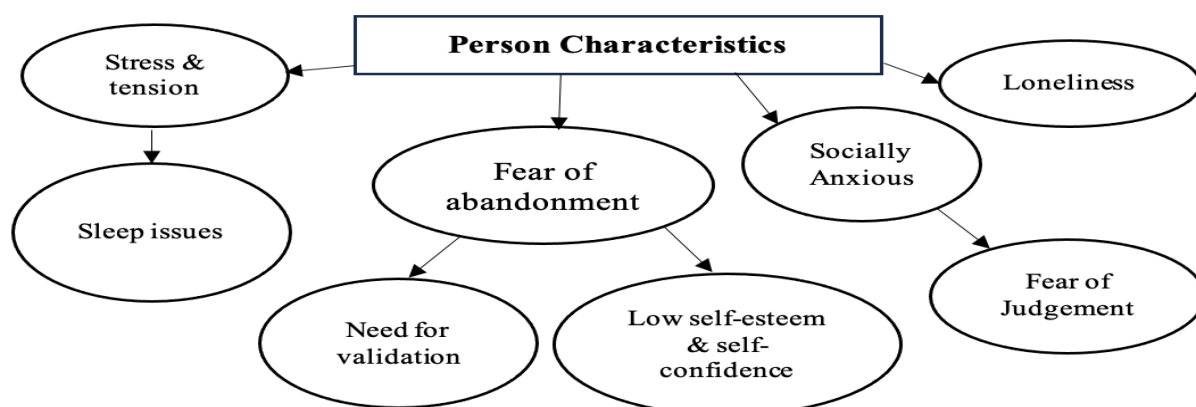 Person Characteristics
Stress &
tension
Loneliness
Socially
Anxious
Fear of
abandonment
Sleep issues
Fear of
Judgement
Need for
validation
Low self-esteem
& self-
confidence